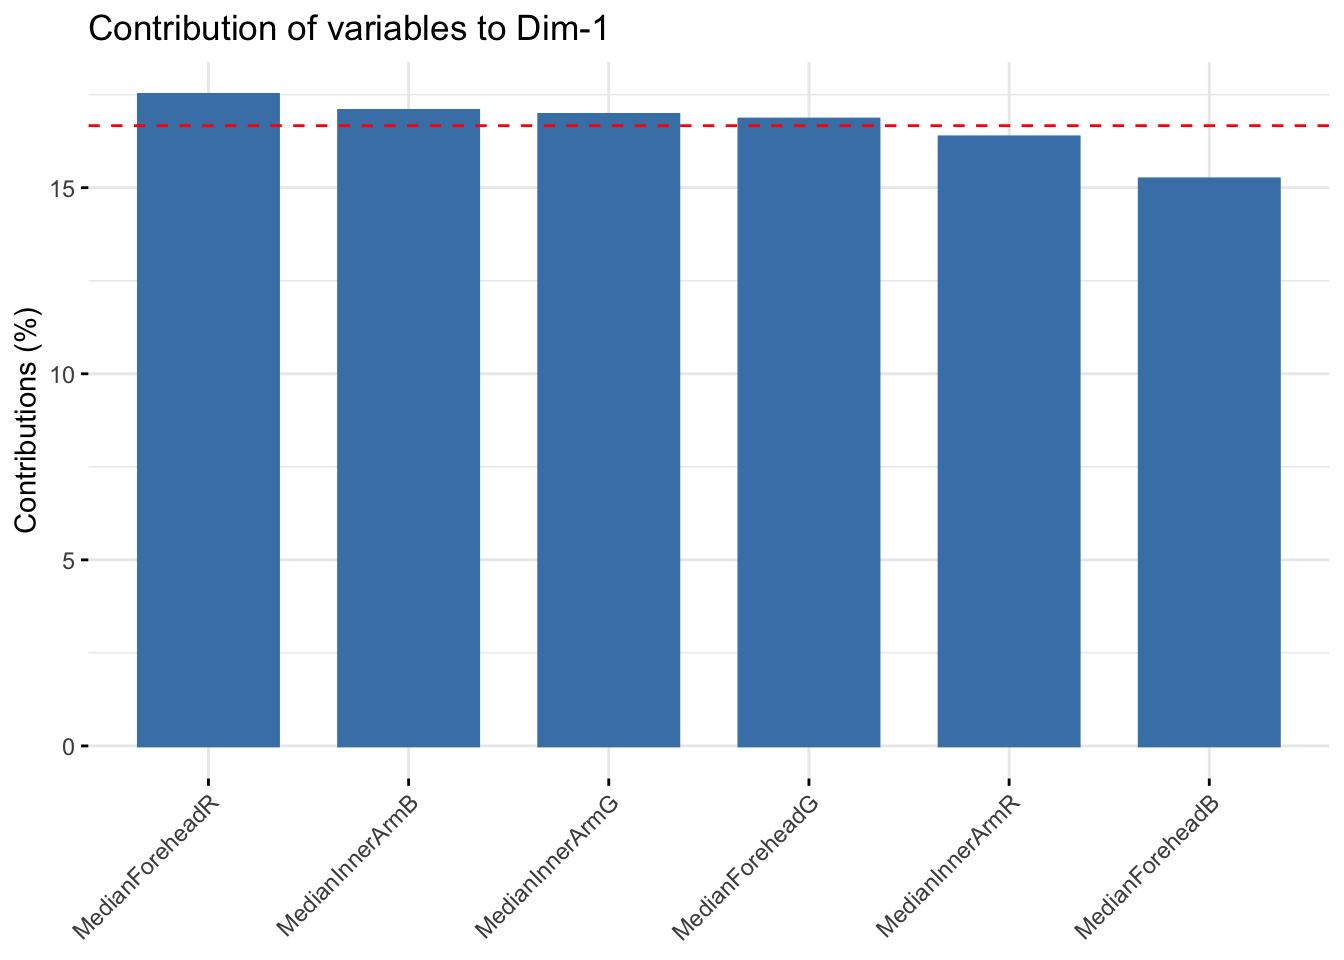 Contribution of variables to Dim-1
Contributions (%)
15
10
5
0
MedianForeheadR
MedianInnerArmB
MedianInnerArmG
MedianForeheadG
MedianInnerArmR
MedianForeheadB